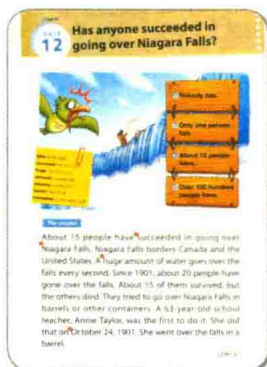 12
Has anyone succeeded in
going over Niagara Falls?
Nobody has.
Only one person
has.
About 15 people
have.
Over 100 hundred
people have.
About 15 people have succeeded in going over
Niagara Falls. Niagara Falls borders Canada and the
United States. A huge amount of water goes over the
falls every second. Since 1901, about 20 people have
gone over the falls. About 15 of them survived, but
the others died. They tried to go over Niagara Falls in
barrels or other containers. A 63-year-old school
teacher, Annie Taylor, was the first to do it. She did
that on October 24, 1901. She went over the falls in a
barrel.